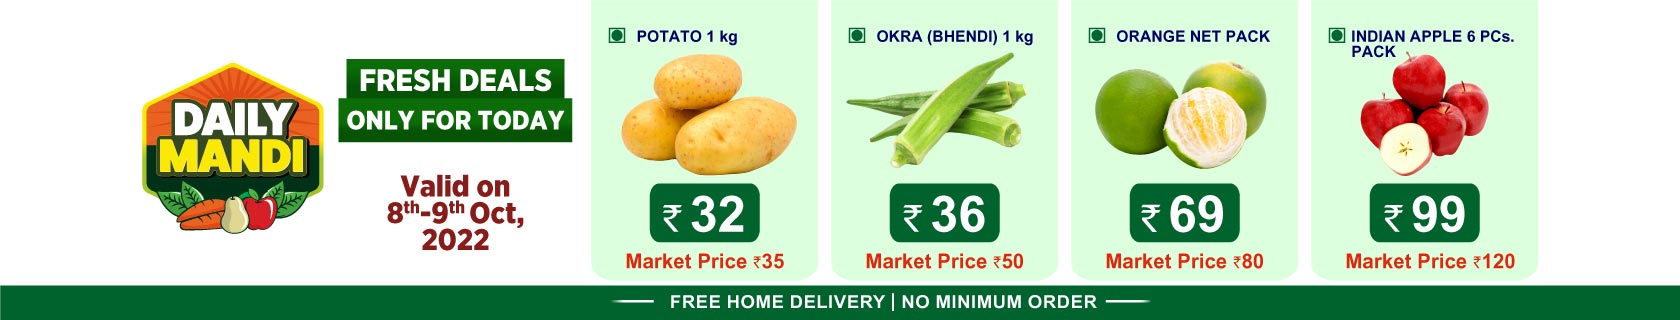 DAILY
MANDI
FRESH DEALS
ONLY FOR TODAY
Valid on
8th-9th Oct,
2022
POTATO 1 kg
₹ 32
Market Price ₹35
OKRA (BHENDI) 1 kg
₹ 36
Market Price ₹50
ORANGE NET PACK
₹ 69
Market Price ₹80
INDIAN APPLE 6 PCs.
PACK
₹ 99
Market Price ₹120
FREE HOME DELIVERY | NO MINIMUM ORDER